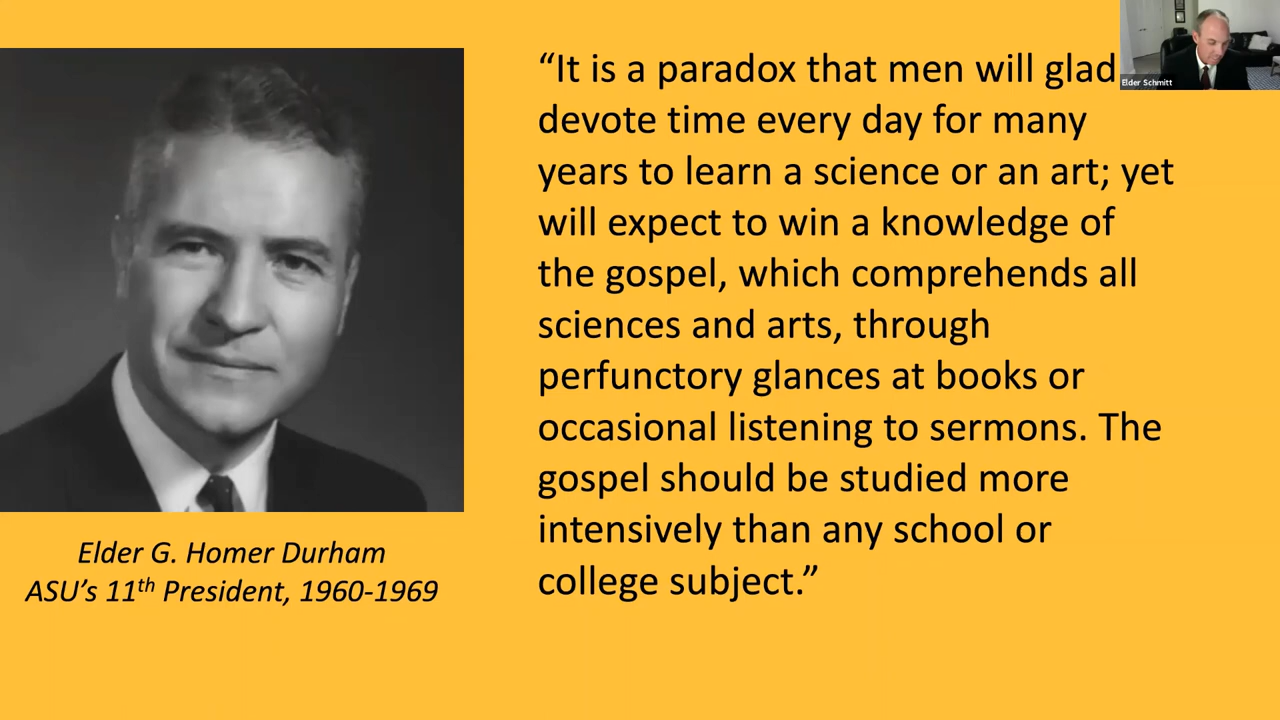 “It is a paradox that men will glad
devote time every day for many
years to learn a science or an art; yet
will expect to win a knowledge of
the gospel, which comprehends all
sciences and arts, through
perfunctory glances at books or
occasional listening to sermons. The
gospel should be studied more
intensively than any school or
college subject.”
Elder G. Homer Durham
ASU’s 11th President, 1960-1969
Elder Schmitt